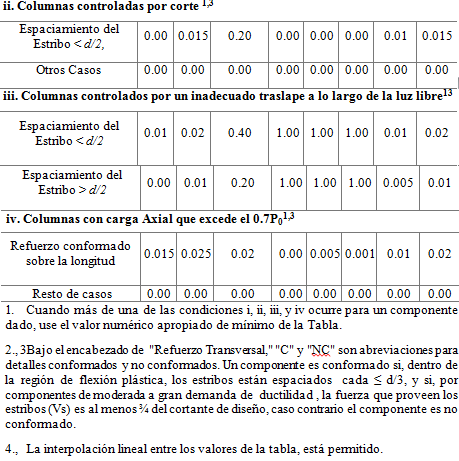 ii. Columnas controladas por corte 1,3
Espaciamiento del 0.00 0.015 0.20 0.00 0.00 0.00 0.01 0.015
Estribo < d/2,
Otros Casos 0.00 0.00 0.00 0.00 0.00 0.00 0.00 0.00
iii. Columnas controlados por un inadecuado traslape a lo largo de la luz libre13
Espaciamiento del 0.01 0.02 0.40 1.00 1.00 1.00 0.01 0.02
Estribo < d/2
Espaciamiento del 0.00 0.01 0.20 1.00 1.00 1.00 0.005 0.01
Estribo > d/2
iv. Columnas con carga Axial que excede el 0.7P01,3
Refuerzo conformado 0.015 0.025 0.02 0.00 0.005 0.001 0.01 0.02
sobre la longitud
Resto de casos 0.00 0.00 0.00 0.00 0.00 0.00 0.00 0.00
1. Cuando más de una de las condiciones i, ii, iii, y iv ocurre para un componente
dado, use el valor numérico apropiado de mínimo de la Tabla.
2., 3Bajo el encabezado de "Refuerzo Transversal," "C" y "NC" son abreviaciones para
detalles conformados y no conformados. Un componente es conformado si, dentro de
la región de flexión plástica, los estribos están espaciados cada ≤ d/3, y si, por
componentes de moderada a gran demanda de ductilidad , la fuerza que proveen los
estribos (Vs) es al menos ¾ del cortante de diseño, caso contrario el componente es no
conformado.
4., La interpolación lineal entre los valores de la tabla, está permitido.